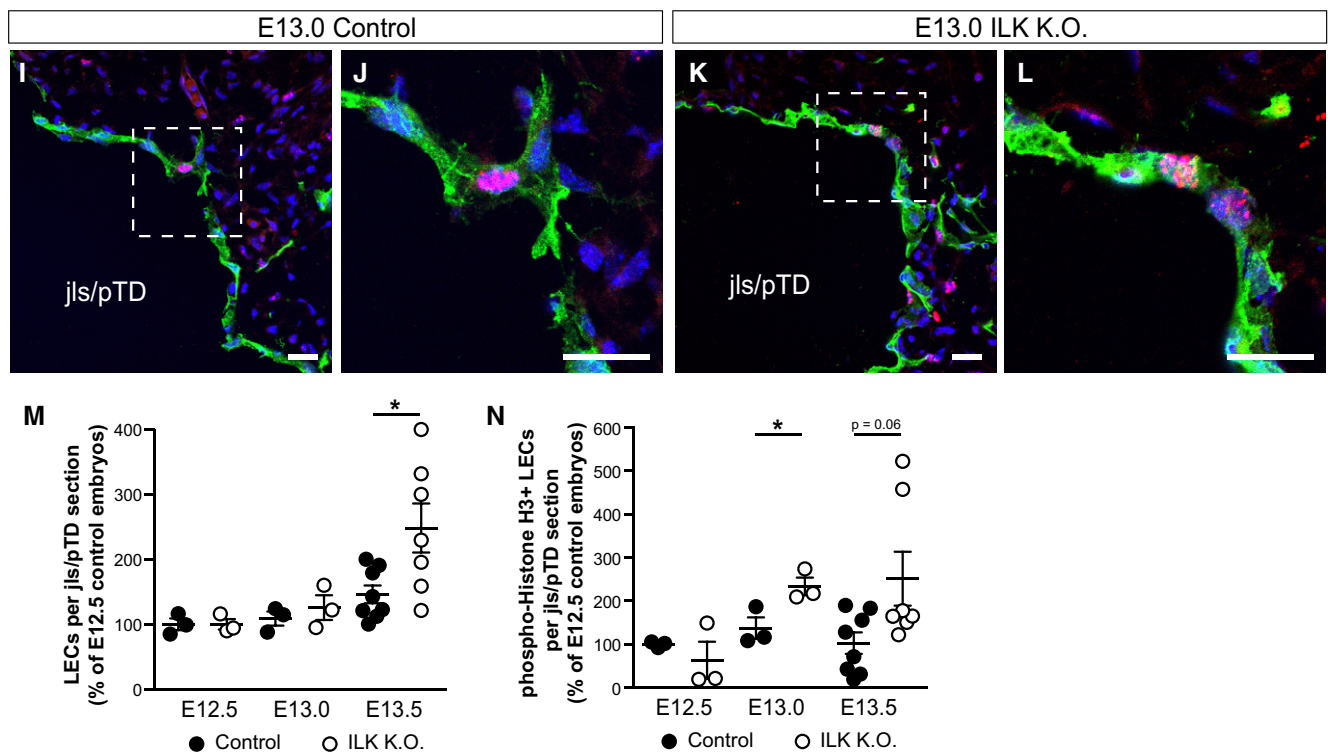 E13.0 Control
E13.0 ILK K.O.
I
J
K
L
jls/pTD
jls/pTD
M
LECs per jls/pTD section
(% of E12.5 control embryos)
400
300
200
100
0
*
E12.5
E13.0
E13.5
Control
ILK K.O.
N
phospho-Histone H3+ LECs
per jls/pTD section
(% of E12.5 control embryos)
600
500
400
300
200
100
0
*
p = 0.06
E12.5
E13.0
E13.5
Control
ILK K.O.